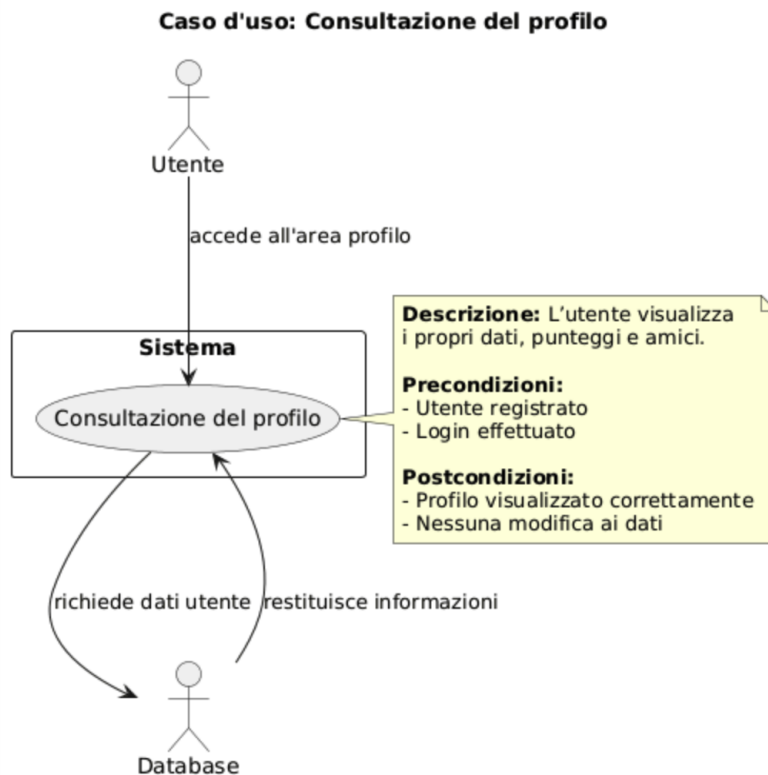 Caso d'uso: Consultazione del profilo
Utente
accede all'area profilo
Descrizione: L’utente visualizza
i propri dati, punteggi e amici.
Precondizioni:
- Utente registrato
- Login effettuato
Postcondizioni:
- Profilo visualizzato correttamente
- Nessuna modifica ai dati
Sistema
Consultazione del profilo
richiede dati utente
restituisce informazioni
Database